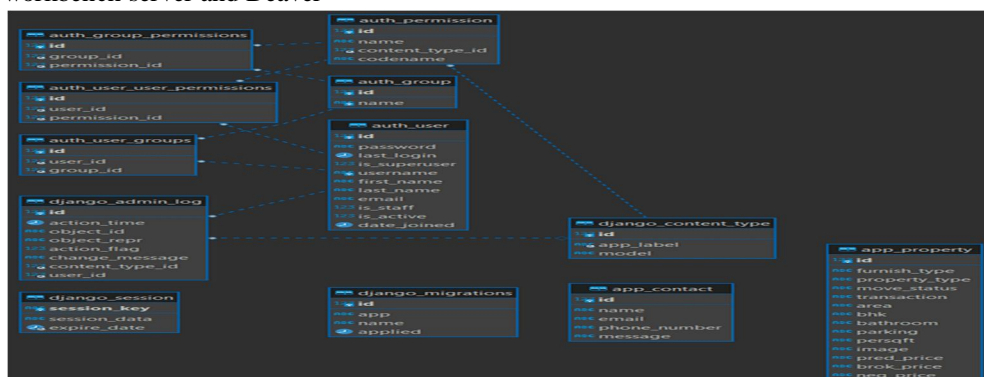 workbench server and Beaver
auth_group_permissions
id
group_id
permission_id
auth_user_user_permissions
id
user_id
permission_id
auth_user_groups
id
user_id
group_id
django_admin_log
id
action_time
object_id
object_repr
action_flag
change_message
content_type_id
user_id
django_session
session_key
session_data
expire_date
auth_permission
id
name
content_type_id
codename
auth_group
id
name
auth_user
id
password
last_login
is_superuser
username
first_name
last_name
email
is_staff
is_active
date_joined
django_migrations
id
app
name
applied
django_content_type
id
app_label
model
app_contact
id
name
email
phone_number
message
app_property
id
furnish_type
property_type
move_status
transaction
area
bhk
bathroom
parking
persqft
image
pred_price
brok_price
neg_price